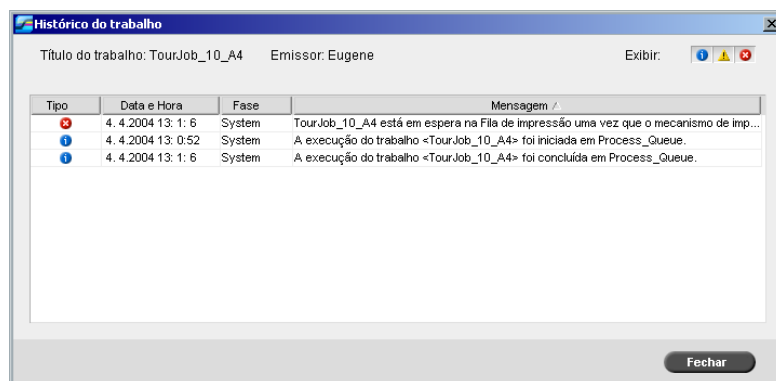 Histórico do trabalho
Título do trabalho: TourJob_10_A4 Emissor: Eugene Exibir:
Tipo Data e Hora Fase Mensagem
4. 4.2004 13: 1: 6 System TourJob_10_A4 está em espera na Fila de impressão uma vez que o mecanismo de imp...
4. 4.2004 13: 0:52 System A execução do trabalho <TourJob_10_A4> foi iniciada em Process_Queue.
4. 4.2004 13: 1: 6 System A execução do trabalho <TourJob_10_A4> foi concluída em Process_Queue.
Fechar